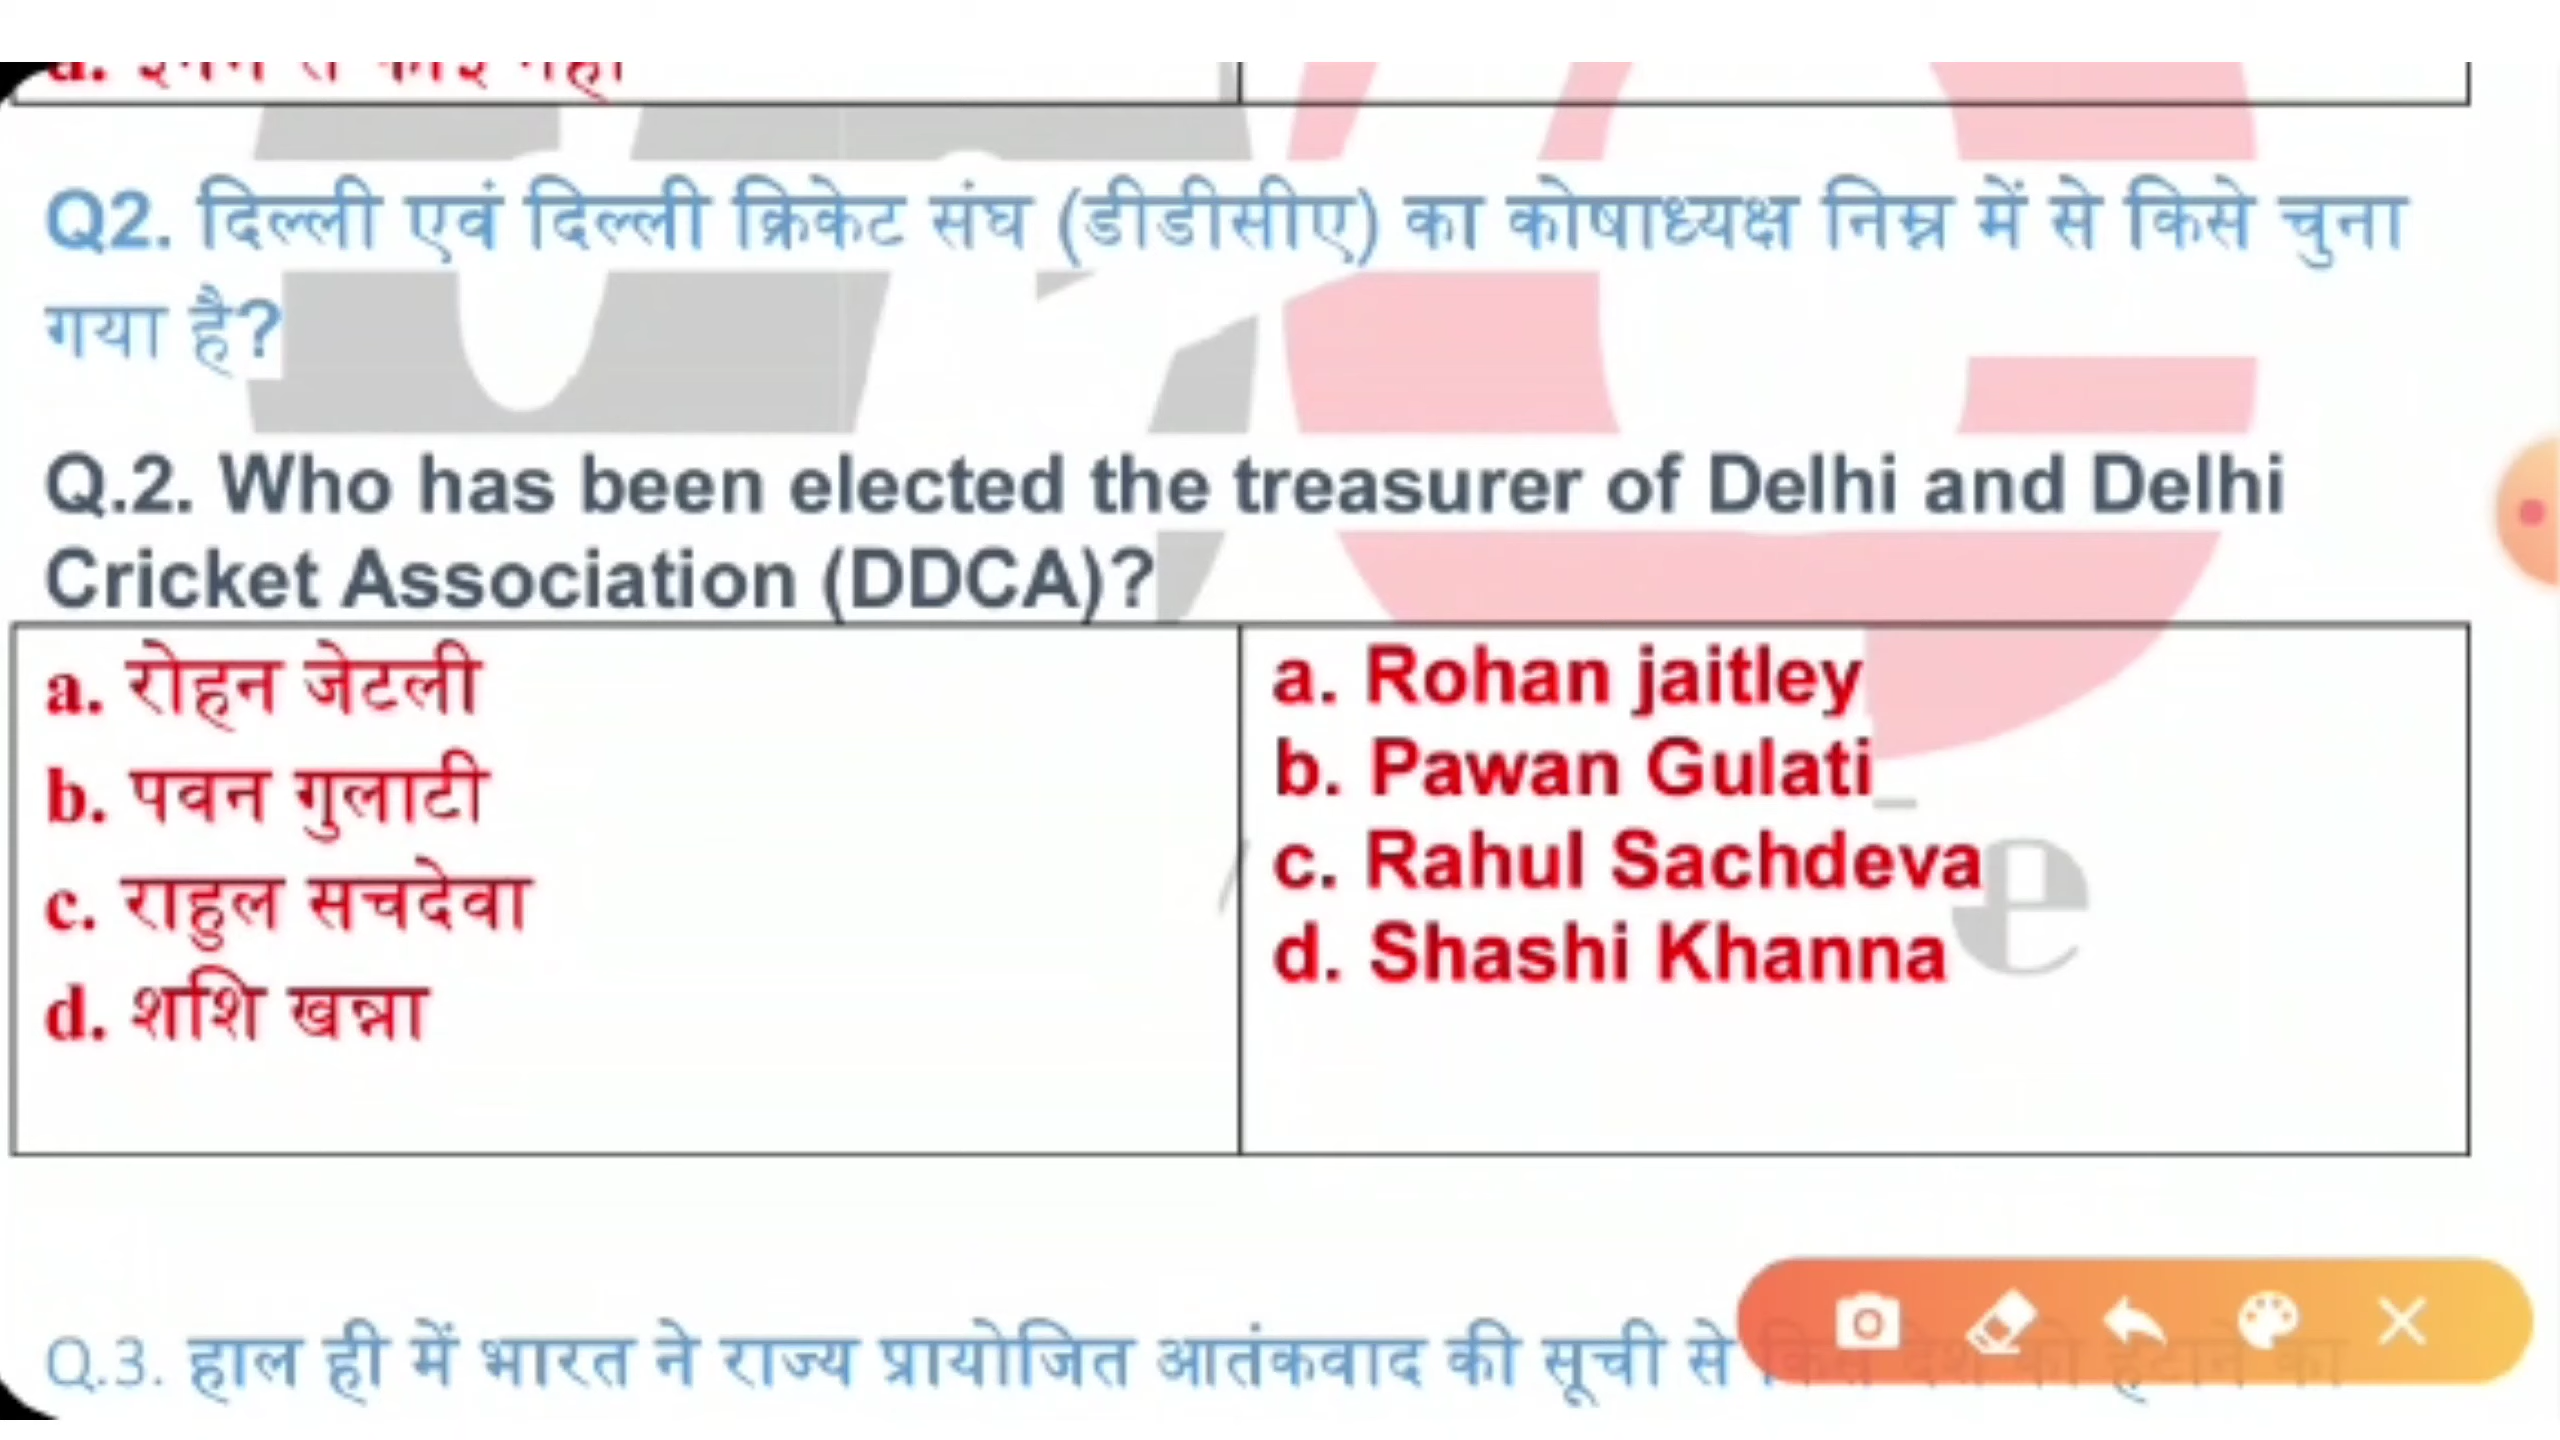 Q2. दिल्ली एवं दिल्ली क्रिकेट संघ (डीडीसीए) का कोषाध्यक्ष निम्न में से किसे चुना
गया है?
Q.2. Who has been elected the treasurer of Delhi and Delhi
Cricket Association (DDCA)?
a. रोहन जेटली
b. पवन गुलाटी
c. राहुल सचदेवा
d. शशि खन्ना
a. Rohan jaitley
b. Pawan Gulati
c. Rahul Sachdeva
d. Shashi Khanna
e
Q.3. हाल ही में भारत ने राज्य प्रायोजित आतंकवाद की सूची से किस देश को हटाने का